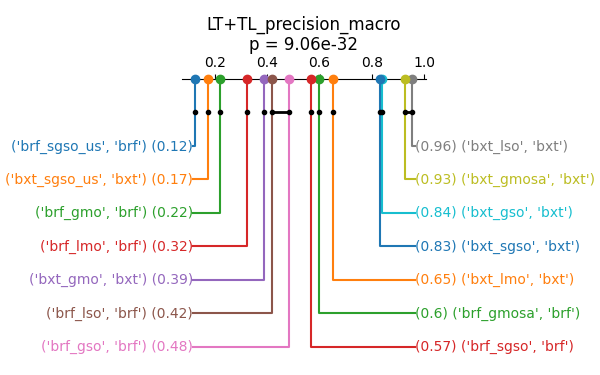 LT+TL_precision_macro
p = 9.06e-32
0.2 0.4 0.6 0.8 1.0
('brf_sgso_us', 'brf') (0.12)
(0.96) ('bxt_lso', 'bxt')
('bxt_sgso_us', 'bxt') (0.17)
(0.93) ('bxt_gmosa', 'bxt')
('brf_gmo', 'brf') (0.22)
(0.84) ('bxt_gso', 'bxt')
('brf_lmo', 'brf') (0.32)
(0.83) ('bxt_sgso', 'bxt')
('bxt_gmo', 'bxt') (0.39)
(0.65) ('bxt_lmo', 'bxt')
('brf_lso', 'brf') (0.42)
(0.6) ('brf_gmosa', 'brf')
('brf_gso', 'brf') (0.48)
(0.57) ('brf_sgso', 'brf')